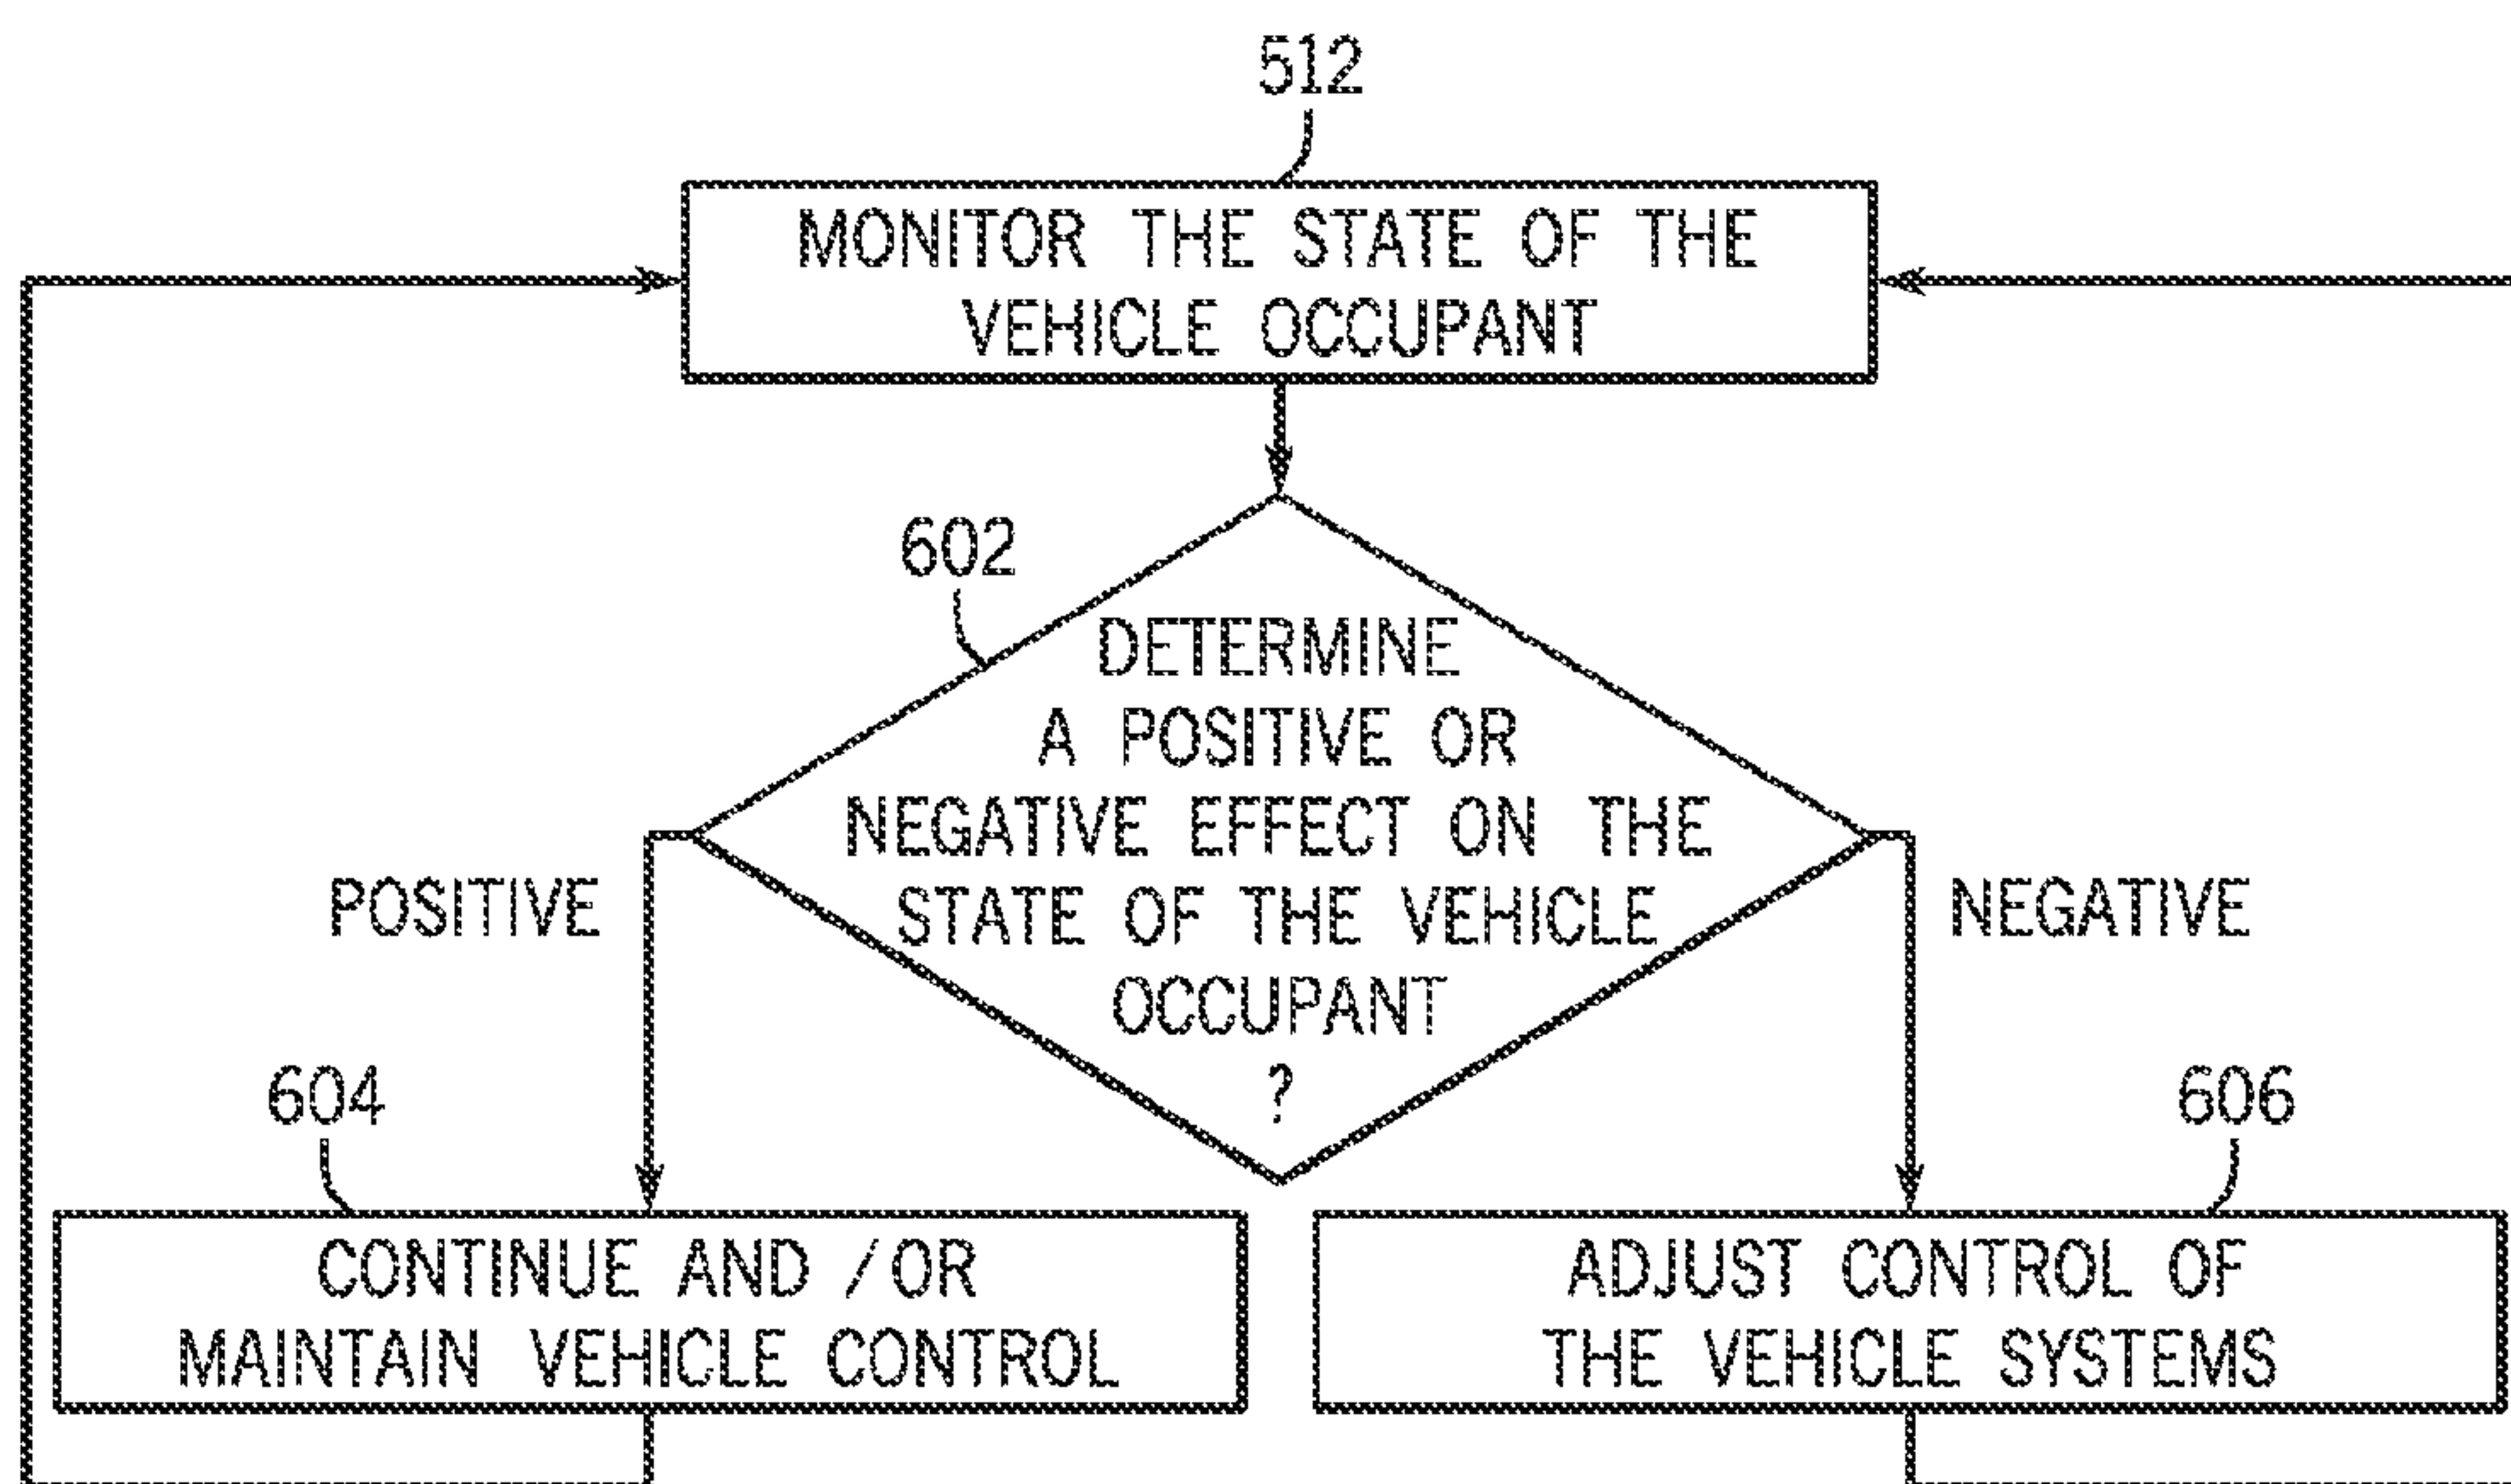 512
MONITOR THE STATE OF THE
VEHICLE OCCUPANT
602
DETERMINE
A POSITIVE OR
NEGATIVE EFFECT ON THE
STATE OF THE VEHICLE
OCCUPANT
?
POSITIVE
NEGATIVE
604
CONTINUE AND /OR
MAINTAIN VEHICLE CONTROL
606
ADJUST CONTROL OF
THE VEHICLE SYSTEMS